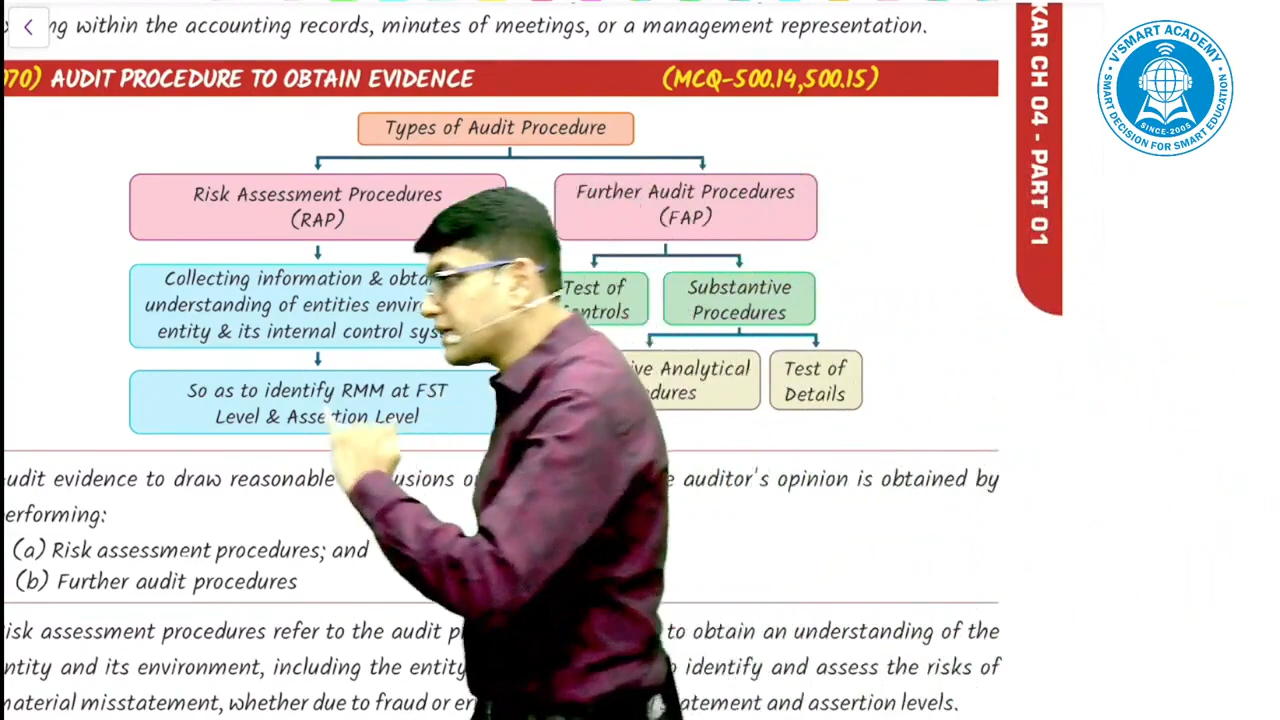 ng within the accounting records, minutes of meetings, or a management representation.
070) AUDIT PROCEDURE TO OBTAIN EVIDENCE (MCQ-500.14,500.15)
Types of Audit Procedure
Risk Assessment Procedures
(RAP)
Further Audit Procedures
(FAP)
Collecting information & obta
understanding of entities envir
entity & its internal control sys
Test of
ntrols
Substantive
Procedures
So as to identify RMM at FST
Level & Assertion Level
ive Analytical
edures
Test of
Details
udit evidence to draw reasonable usions o e auditor's opinion is obtained by
erforming:
(a) Risk assessment procedures; and
(b) Further audit procedures
isk assessment procedures refer to the audit p to obtain an understanding of the
ntity and its environment, including the entity identify and assess the risks of
naterial misstatement, whether due to fraud or er statement and assertion levels.
KAR CH 04 - PART 01
V'SMART ACADEMY
SINCE-2005
SMART DECISION FOR SMART EDUCATION